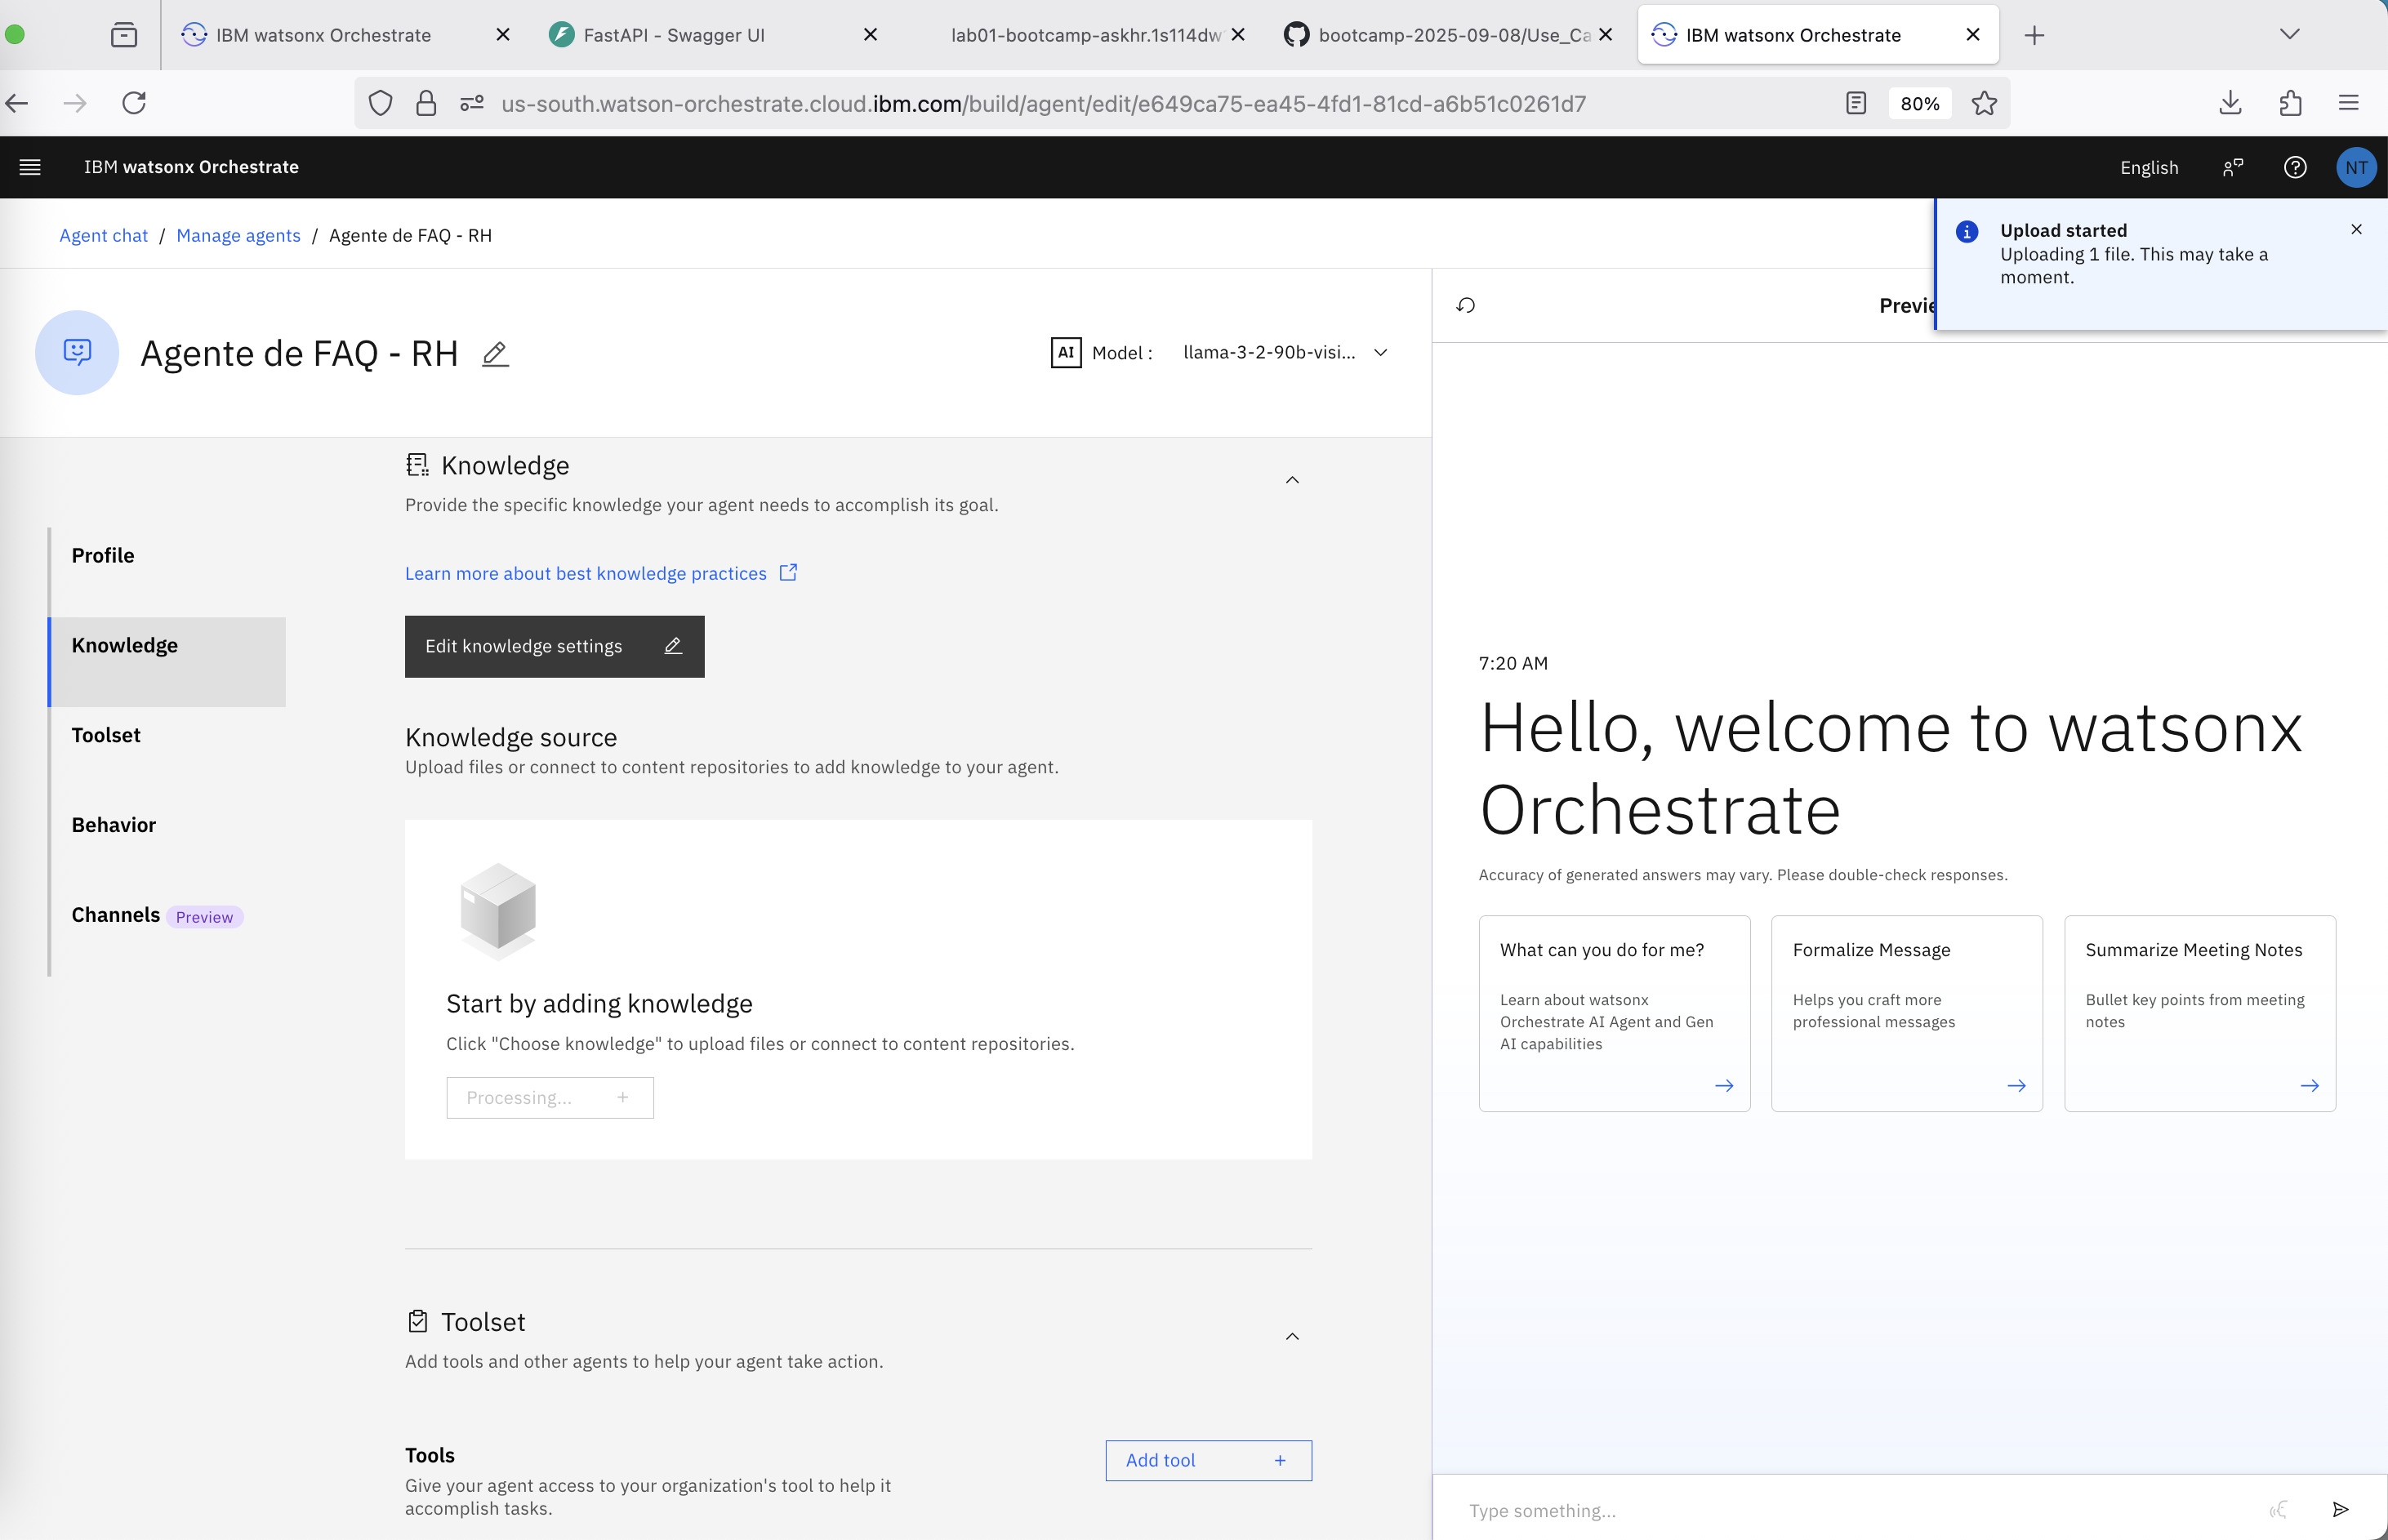 IBM watsonx Orchestrate
FastAPI - Swagger UI
lab01-bootcamp-askhr.1s114dw
bootcamp-2025-09-08/Use_Ca
IBM watsonx Orchestrate
us-south.watson-orchestrate.cloud.ibm.com/build/agent/edit/e649ca75-ea45-4fd1-81cd-a6b51c0261d7
80%
IBM watsonx Orchestrate
English
NT
Agent chat / Manage agents / Agente de FAQ - RH
Upload started
Uploading 1 file. This may take a
moment.
Agente de FAQ - RH
AI Model :
llama-3-2-90b-visi...
Previe
Profile
Knowledge
Toolset
Behavior
Channels Preview
Knowledge
Provide the specific knowledge your agent needs to accomplish its goal.
Learn more about best knowledge practices
Edit knowledge settings
Knowledge source
Upload files or connect to content repositories to add knowledge to your agent.
Start by adding knowledge
Click "Choose knowledge" to upload files or connect to content repositories.
Processing... +
Toolset
Add tools and other agents to help your agent take action.
Tools
Give your agent access to your organization's tool to help it
accomplish tasks.
Add tool +
7:20 AM
Hello, welcome to watsonx
Orchestrate
Accuracy of generated answers may vary. Please double-check responses.
What can you do for me?
Learn about watsonx
Orchestrate AI Agent and Gen
AI capabilities
Formalize Message
Helps you craft more
professional messages
Summarize Meeting Notes
Bullet key points from meeting
notes
Type something...